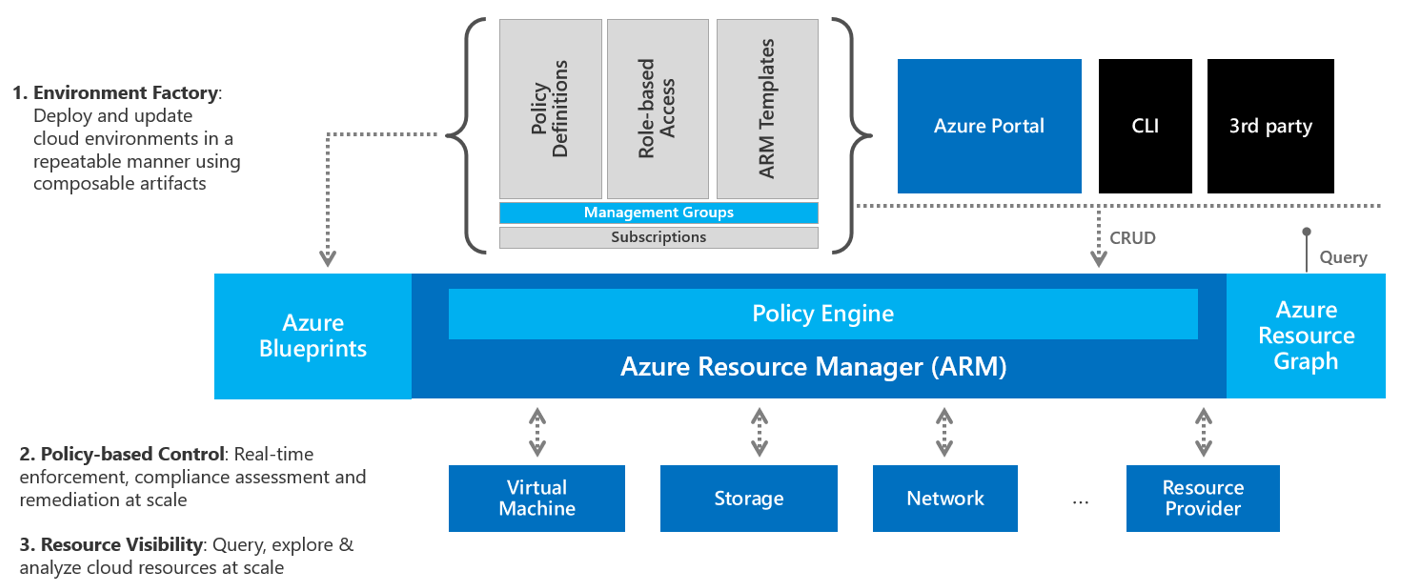 1. Environment Factory:
Deploy and update
cloud environments in a
repeatable manner using
composable artifacts
Policy
Definitions
Role-based
Access
ARM Templates
Management Groups
Subscriptions
Azure Portal
CLI
3rd party
CRUD
Query
Azure
Blueprints
Policy Engine
Azure Resource Manager (ARM)
Azure
Resource
Graph
2. Policy-based Control: Real-time
enforcement, compliance assessment and
remediation at scale
3. Resource Visibility: Query, explore &
analyze cloud resources at scale
Virtual
Machine
Storage
Network
...
Resource
Provider